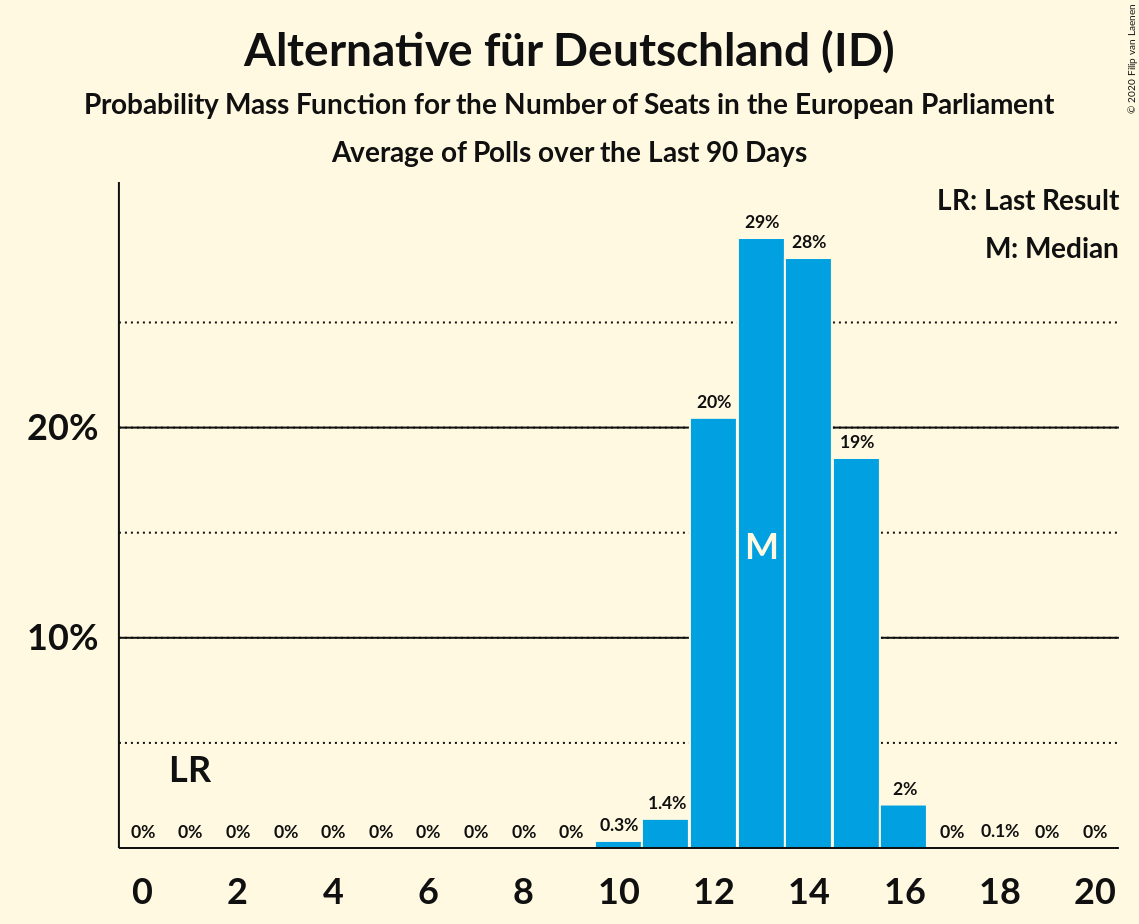 Alternative für Deutschland (ID)
Probability Mass Function for the Number of Seats in the European Parliament
Average of Polls over the Last 90 Days
© 2020 Filip van Laenen
LR: Last Result
M: Median
29%
28%
20%
20%
19%
M
10%
LR
0% 0% 0% 0% 0% 0% 0% 0% 0% 0% 0.3% 1.4% 2% 0% 0.1% 0% 0%
0 2 4 6 8 10 12 14 16 18 20